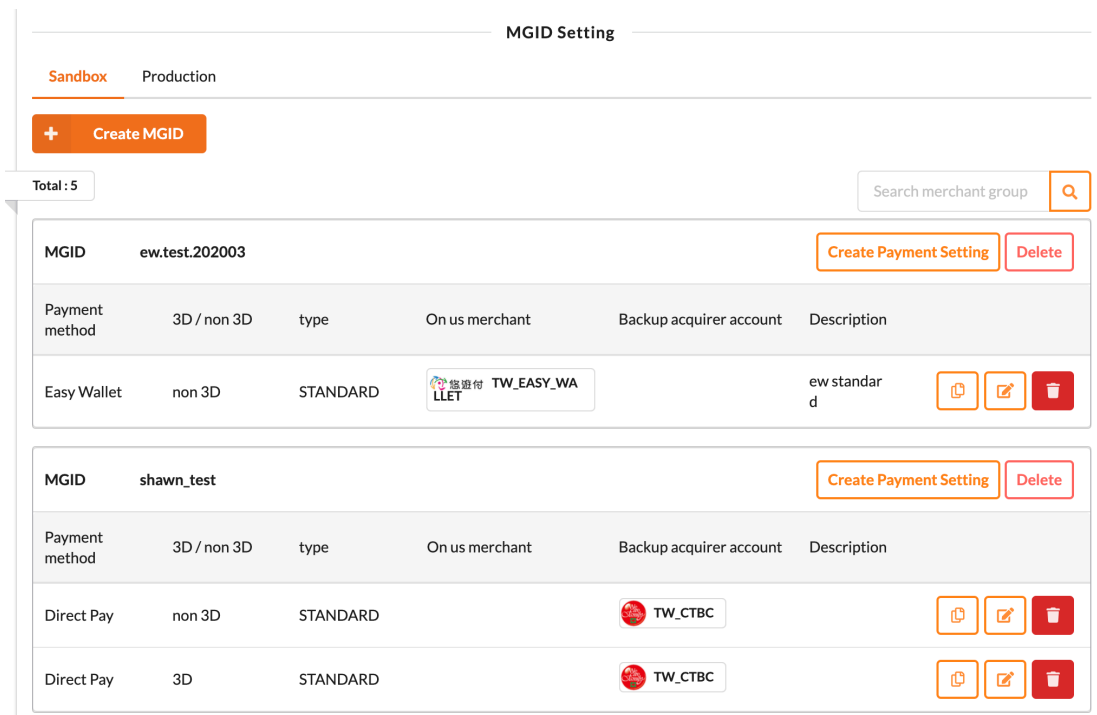 MGID Setting
Sandbox Production
Create MGID
Total : 5
Search merchant group
MGID ew.test.202003 Create Payment Setting Delete
Payment method 3D / non 3D type On us merchant Backup acquirer account Description
Easy Wallet non 3D STANDARD 悠遊付 TW_EASY_WA
LLET
ew standar
d
MGID shawn_test Create Payment Setting Delete
Payment method 3D / non 3D type On us merchant Backup acquirer account Description
Direct Pay non 3D STANDARD TW_CTBC
Direct Pay 3D STANDARD TW_CTBC